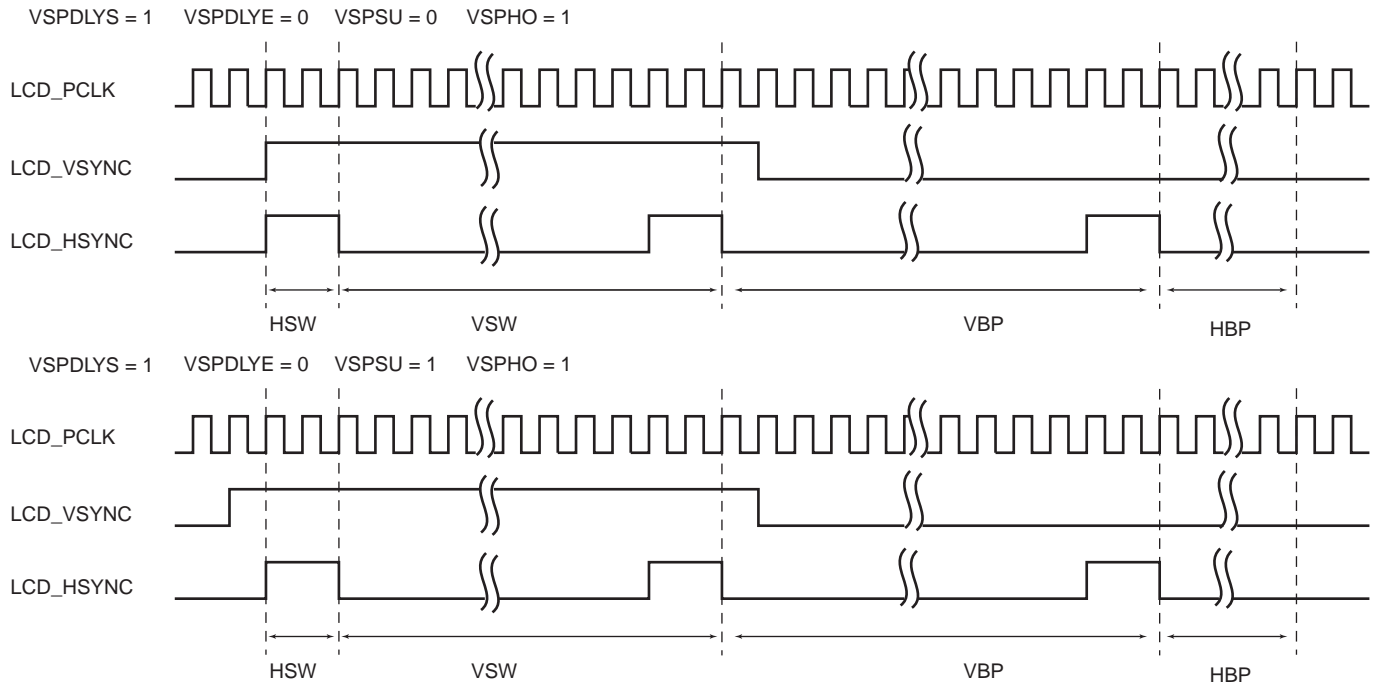 VSPDLYS = 1 VSPDLYE = 0 VSPSU = 0 VSPHO = 1
LCD_PCLK
LCD_VSYNC
LCD_HSYNC
HSW VSW VBP HBP
VSPDLYS = 1 VSPDLYE = 0 VSPSU = 1 VSPHO = 1
LCD_PCLK
LCD_VSYNC
LCD_HSYNC
HSW VSW VBP HBP